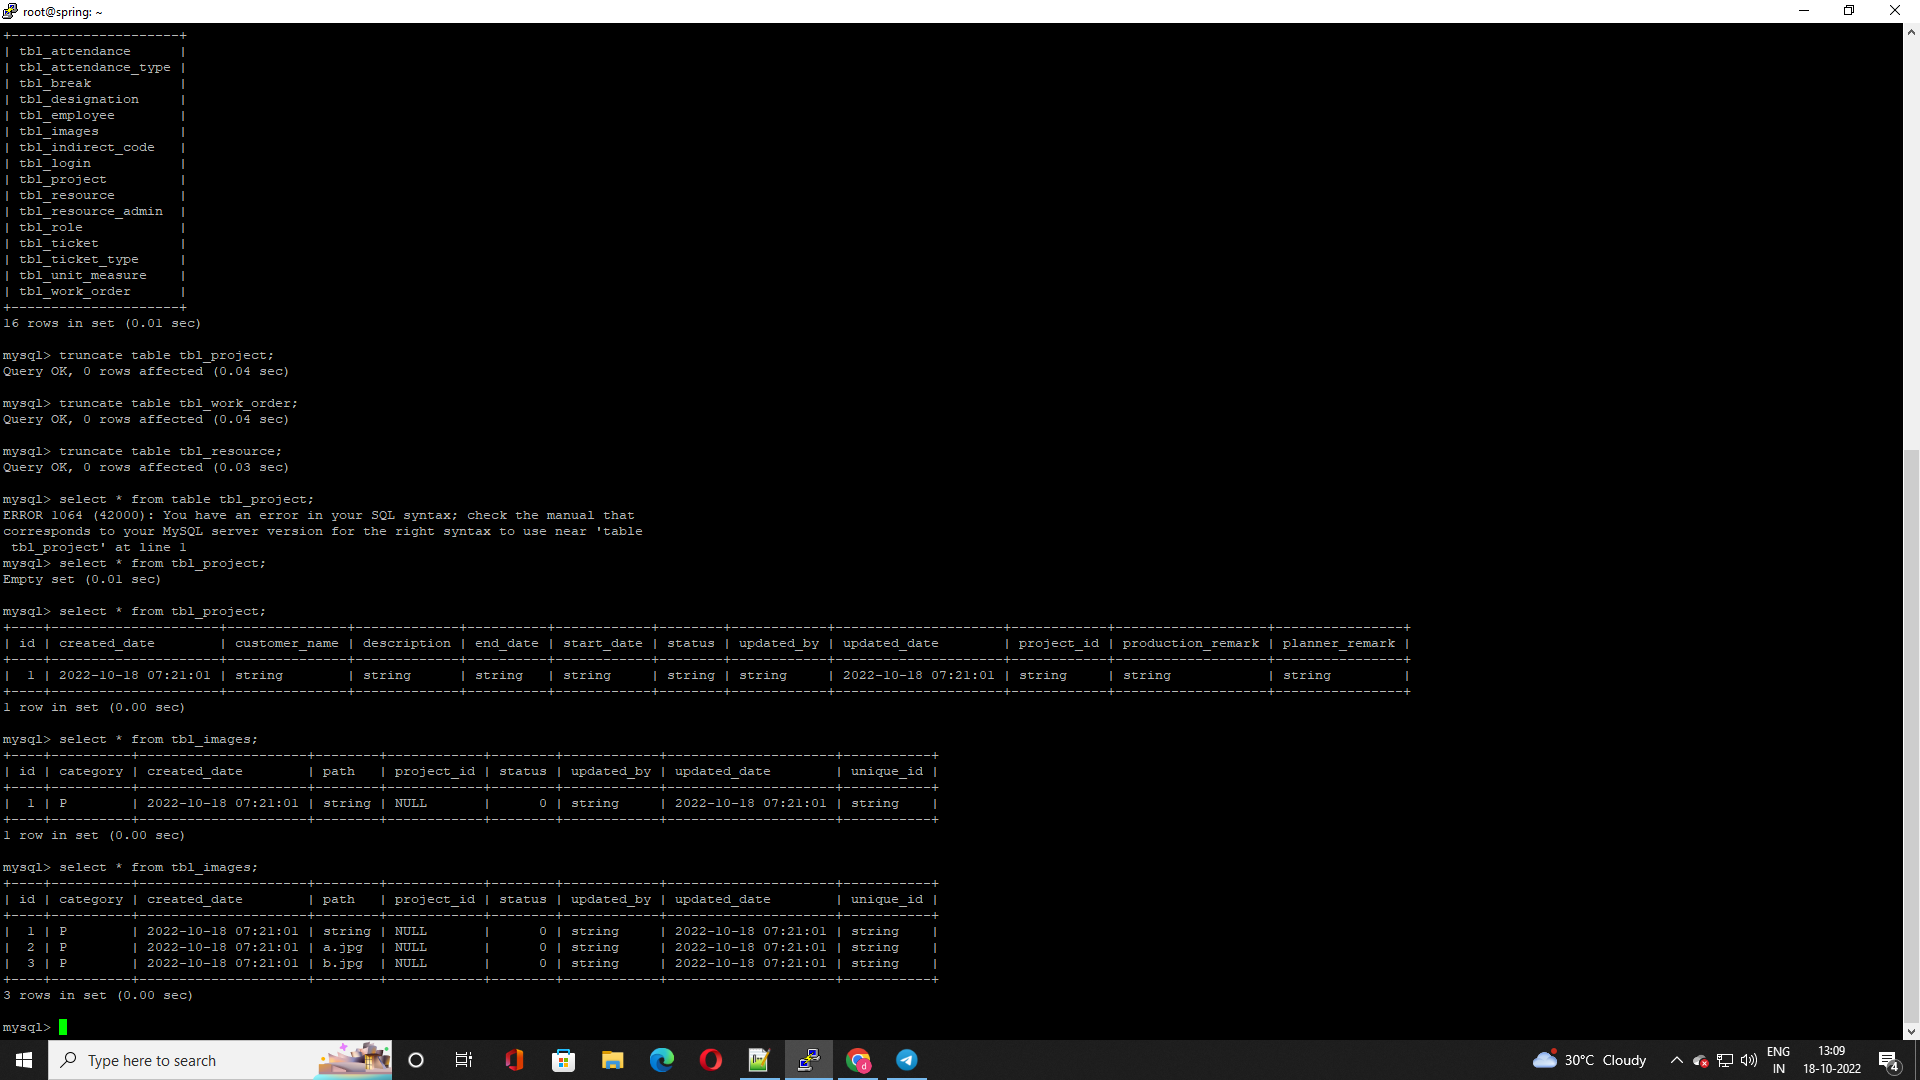 root@spring: ~
+---------------------+
| tbl_attendance      |
| tbl_attendance_type |
| tbl_break           |
| tbl_designation     |
| tbl_employee        |
| tbl_images          |
| tbl_indirect_code   |
| tbl_login           |
| tbl_project         |
| tbl_resource        |
| tbl_resource_admin  |
| tbl_role            |
| tbl_ticket          |
| tbl_ticket_type     |
| tbl_unit_measure    |
| tbl_work_order      |
+---------------------+
16 rows in set (0.01 sec)
mysql> truncate table tbl_project;
Query OK, 0 rows affected (0.04 sec)
mysql> truncate table tbl_work_order;
Query OK, 0 rows affected (0.04 sec)
mysql> truncate table tbl_resource;
Query OK, 0 rows affected (0.03 sec)
mysql> select * from table tbl_project;
ERROR 1064 (42000): You have an error in your SQL syntax; check the manual that
corresponds to your MySQL server version for the right syntax to use near 'table
 tbl_project' at line 1
mysql> select * from tbl_project;
Empty set (0.01 sec)
mysql> select * from tbl_project;
+----+---------------------+---------------+-------------+----------+------------+--------+------------+---------------------+------------+-------------------+----------------+
| id | created_date        | customer_name | description | end_date | start_date | status | updated_by | updated_date        | project_id | production_remark | planner_remark |
+----+---------------------+---------------+-------------+----------+------------+--------+------------+---------------------+------------+-------------------+----------------+
|  1 | 2022-10-18 07:21:01 | string        | string      | string   | string     | string | string     | 2022-10-18 07:21:01 | string     | string            | string         |
+----+---------------------+---------------+-------------+----------+------------+--------+------------+---------------------+------------+-------------------+----------------+
1 row in set (0.00 sec)
mysql> select * from tbl_images;
+----+----------+---------------------+--------+------------+--------+------------+---------------------+-----------+
| id | category | created_date        | path   | project_id | status | updated_by | updated_date        | unique_id |
+----+----------+---------------------+--------+------------+--------+------------+---------------------+-----------+
|  1 | P        | 2022-10-18 07:21:01 | string | NULL       |      0 | string     | 2022-10-18 07:21:01 | string    |
+----+----------+---------------------+--------+------------+--------+------------+---------------------+-----------+
1 row in set (0.00 sec)
mysql> select * from tbl_images;
+----+----------+---------------------+--------+------------+--------+------------+---------------------+-----------+
| id | category | created_date        | path   | project_id | status | updated_by | updated_date        | unique_id |
+----+----------+---------------------+--------+------------+--------+------------+---------------------+-----------+
|  1 | P        | 2022-10-18 07:21:01 | string | NULL       |      0 | string     | 2022-10-18 07:21:01 | string    |
|  2 | P        | 2022-10-18 07:21:01 | a.jpg  | NULL       |      0 | string     | 2022-10-18 07:21:01 | string    |
|  3 | P        | 2022-10-18 07:21:01 | b.jpg  | NULL       |      0 | string     | 2022-10-18 07:21:01 | string    |
+----+----------+---------------------+--------+------------+--------+------------+---------------------+-----------+
3 rows in set (0.00 sec)
mysql>
Type here to search
30°C Cloudy
ENG
IN
13:09
18-10-2022
4